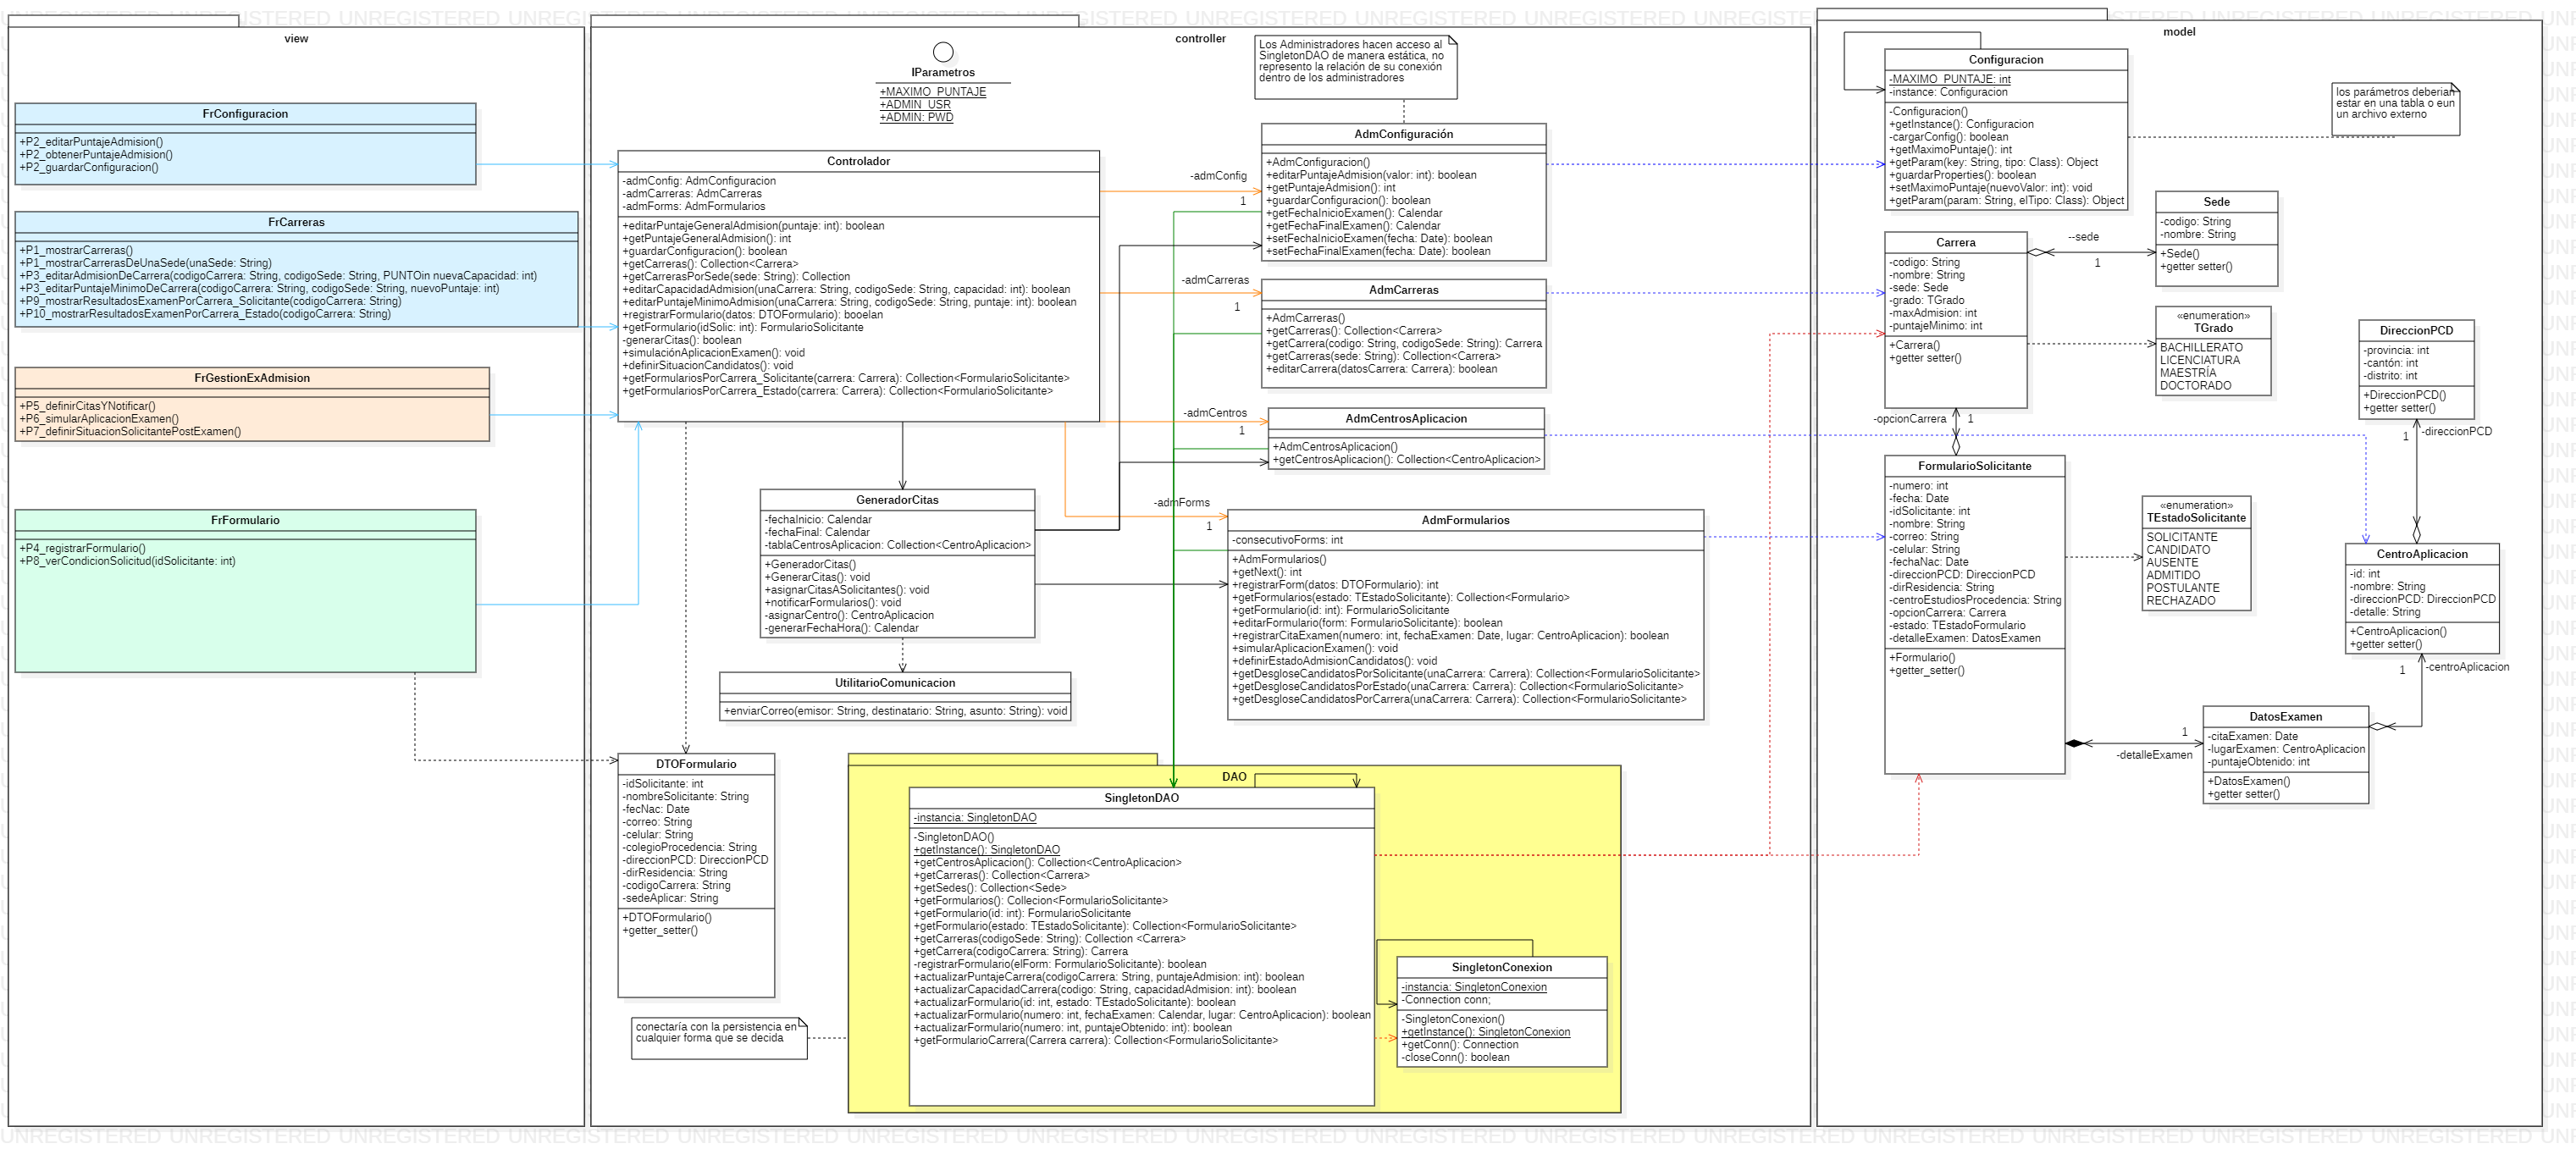 view
FrConfiguracion
+P2_editarPuntajeAdmision()
+P2_obtenerPuntajeAdmision()
+P2_guardarConfiguracion()
FrCarreras
+P1_mostrarCarreras()
+P1_mostrarCarrerasDeUnaSede(unaSede: String)
+P3_editarAdmisionDeCarrera(codigoCarrera: String, codigoSede: String, PUNTOin nuevaCapacidad: int)
+P3_editarPuntajeMinimoDeCarrera(codigoCarrera: String, codigoSede: String, nuevoPuntaje: int)
+P9_mostrarResultadosExamenPorCarrera_Solicitante(codigoCarrera: String)
+P10_mostrarResultadosExamenPorCarrera_Estado(codigoCarrera: String)
FrGestionExAdmision
+P5_definirCitasYNotificar()
+P6_simularAplicacionExamen()
+P7_definirSituacionSolicitantePostExamen()
FrFormulario
+P4_registrarFormulario()
+P8_verCondicionSolicitud(idSolicitante: int)
controller
IParametros
+MAXIMO_PUNTAJE
+ADMIN_USR
+ADMIN: PWD
Los Administradores hacen acceso al
SingletonDAO de manera estática, no
represento la relación de su conexión
dentro de los administradores
Controlador
-admConfig: AdmConfiguracion
-admCarreras: AdmCarreras
-admForms: AdmFormularios
+editarPuntajeGeneralAdmision(puntaje: int): boolean
+getPuntajeGeneralAdmision(): int
+guardarConfiguracion(): boolean
+getCarreras(): Collection<Carrera>
+getCarrerasPorSede(sede: String): Collection
+editarCapacidadAdmision(unaCarrera: String, codigoSede: String, capacidad: int): boolean
+editarPuntajeMinimoAdmision(unaCarrera: String, codigoSede: String, puntaje: int): boolean
+registrarFormulario(datos: DTOFormulario): booelan
+getFormulario(idSolic: int): FormularioSolicitante
-generarCitas(): boolean
+simulaciónAplicacionExamen(): void
+definirSituacionCandidatos(): void
+getFormulariosPorCarrera_Solicitante(carrera: Carrera): Collection<FormularioSolicitante>
+getFormulariosPorCarrera_Estado(carrera: Carrera): Collection<FormularioSolicitante>
-admConfig
1
-admCarreras
1
-admCentros
1
-admForms
1
AdmConfiguración
+AdmConfiguracion()
+editarPuntajeAdmision(valor: int): boolean
+getPuntajeAdmision(): int
+guardarConfiguracion(): boolean
+getFechaInicioExamen(): Calendar
+getFechaFinalExamen(): Calendar
+setFechaInicioExamen(fecha: Date): boolean
+setFechaFinalExamen(fecha: Date): boolean
AdmCarreras
+AdmCarreras()
+getCarreras(): Collection<Carrera>
+getCarrera(codigo: String, codigoSede: String): Carrera
+getCarreras(sede: String): Collection<Carrera>
+editarCarrera(datosCarrera: Carrera): boolean
AdmCentrosAplicacion
+AdmCentrosAplicacion()
+getCentrosAplicacion(): Collection<CentroAplicacion>
GeneradorCitas
-fechaInicio: Calendar
-fechaFinal: Calendar
-tablaCentrosAplicacion: Collection<CentroAplicacion>
+GeneradorCitas()
+GenerarCitas(): void
+asignarCitasASolicitantes(): void
+notificarFormularios(): void
-asignarCentro(): CentroAplicacion
-generarFechaHora(): Calendar
AdmFormularios
-consecutivoForms: int
+AdmFormularios()
+getNext(): int
+registrarForm(datos: DTOFormulario): int
+getFormularios(estado: TEstadoSolicitante): Collection<Formulario>
+getFormulario(id: int): FormularioSolicitante
+editarFormulario(form: FormularioSolicitante): boolean
+registrarCitaExamen(numero: int, fechaExamen: Date, lugar: CentroAplicacion): boolean
+simularAplicacionExamen(): void
+definirEstadoAdmisionCandidatos(): void
+getDesgloseCandidatosPorSolicitante(unaCarrera: Carrera): Collection<FormularioSolicitante>
+getDesgloseCandidatosPorEstado(unaCarrera: Carrera): Collection<FormularioSolicitante>
+getDesgloseCandidatosPorCarrera(unaCarrera: Carrera): Collection<FormularioSolicitante>
UtilitarioComunicacion
+enviarCorreo(emisor: String, destinatario: String, asunto: String): void
DTOFormulario
-idSolicitante: int
-nombreSolicitante: String
-fecNac: Date
-correo: String
-celular: String
-colegioProcedencia: String
-direccionPCD: DireccionPCD
-dirResidencia: String
-codigoCarrera: String
-sedeAplicar: String
+DTOFormulario()
+getter_setter()
conectaría con la persistencia en
cualquier forma que se decida
DAO
SingletonDAO
-instancia: SingletonDAO
-SingletonDAO()
+getInstance(): SingletonDAO
+getCentrosAplicacion(): Collection<CentroAplicacion>
+getCarreras(): Collection<Carrera>
+getSedes(): Collection<Sede>
+getFormularios(): Collecion<FormularioSolicitante>
+getFormulario(id: int): FormularioSolicitante
+getFormulario(estado: TEstadoSolicitante): Collection<FormularioSolicitante>
+getCarreras(codigoSede: String): Collection <Carrera>
+getCarrera(codigoCarrera: String): Carrera
-registrarFormulario(elForm: FormularioSolicitante): boolean
+actualizarPuntajeCarrera(codigoCarrera: String, puntajeAdmision: int): boolean
+actualizarCapacidadCarrera(codigo: String, capacidadAdmision: int): boolean
+actualizarFormulario(id: int, estado: TEstadoSolicitante): boolean
+actualizarFormulario(numero: int, fechaExamen: Calendar, lugar: CentroAplicacion): boolean
+actualizarFormulario(numero: int, puntajeObtenido: int): boolean
+getFormularioCarrera(Carrera carrera): Collection<FormularioSolicitante>
SingletonConexion
-instancia: SingletonConexion
-Connection conn;
-SingletonConexion()
+getInstance(): SingletonConexion
+getConn(): Connection
-closeConn(): boolean
model
Configuracion
-MAXIMO_PUNTAJE: int
-instance: Configuracion
-Configuracion()
+getInstance(): Configuracion
-cargarConfig(): boolean
+getMaximoPuntaje(): int
+getParam(key: String, tipo: Class): Object
+guardarProperties(): boolean
+setMaximoPuntaje(nuevoValor: int): void
+getParam(param: String, elTipo: Class): Object
los parámetros deberian
estar en una tabla o eun
un archivo externo
Sede
-codigo: String
-nombre: String
+Sede()
+getter setter()
--sede
1
Carrera
-codigo: String
-nombre: String
-sede: Sede
-grado: TGrado
-maxAdmision: int
-puntajeMinimo: int
+Carrera()
+getter setter()
«enumeration»
TGrado
BACHILLERATO
LICENCIATURA
MAESTRÍA
DOCTORADO
DireccionPCD
-provincia: int
-cantón: int
-distrito: int
+DireccionPCD()
+getter setter()
-opcionCarrera
1
1
-direccionPCD
FormularioSolicitante
-numero: int
-fecha: Date
-idSolicitante: int
-nombre: String
-correo: String
-celular: String
-fechaNac: Date
-direccionPCD: DireccionPCD
-dirResidencia: String
-centroEstudiosProcedencia: String
-opcionCarrera: Carrera
-estado: TEstadoFormulario
-detalleExamen: DatosExamen
+Formulario()
+getter_setter()
«enumeration»
TEstadoSolicitante
SOLICITANTE
CANDIDATO
AUSENTE
ADMITIDO
POSTULANTE
RECHAZADO
CentroAplicacion
-id: int
-nombre: String
-direccionPCD: DireccionPCD
-detalle: String
+CentroAplicacion()
+getter setter()
1
-centroAplicacion
DatosExamen
-citaExamen: Date
-lugarExamen: CentroAplicacion
-puntajeObtenido: int
+DatosExamen()
+getter setter()
1
-detalleExamen
UNREGISTERED UNREGISTERED UNREGISTERED UNREGISTERED UNREGISTERED UNREGISTERED UNREGISTERED UNREGISTERED UNREGISTERED UNREGISTERED UNREGISTERED UNREGISTERED UNREGISTERED UNREGISTERED UNREGISTERED